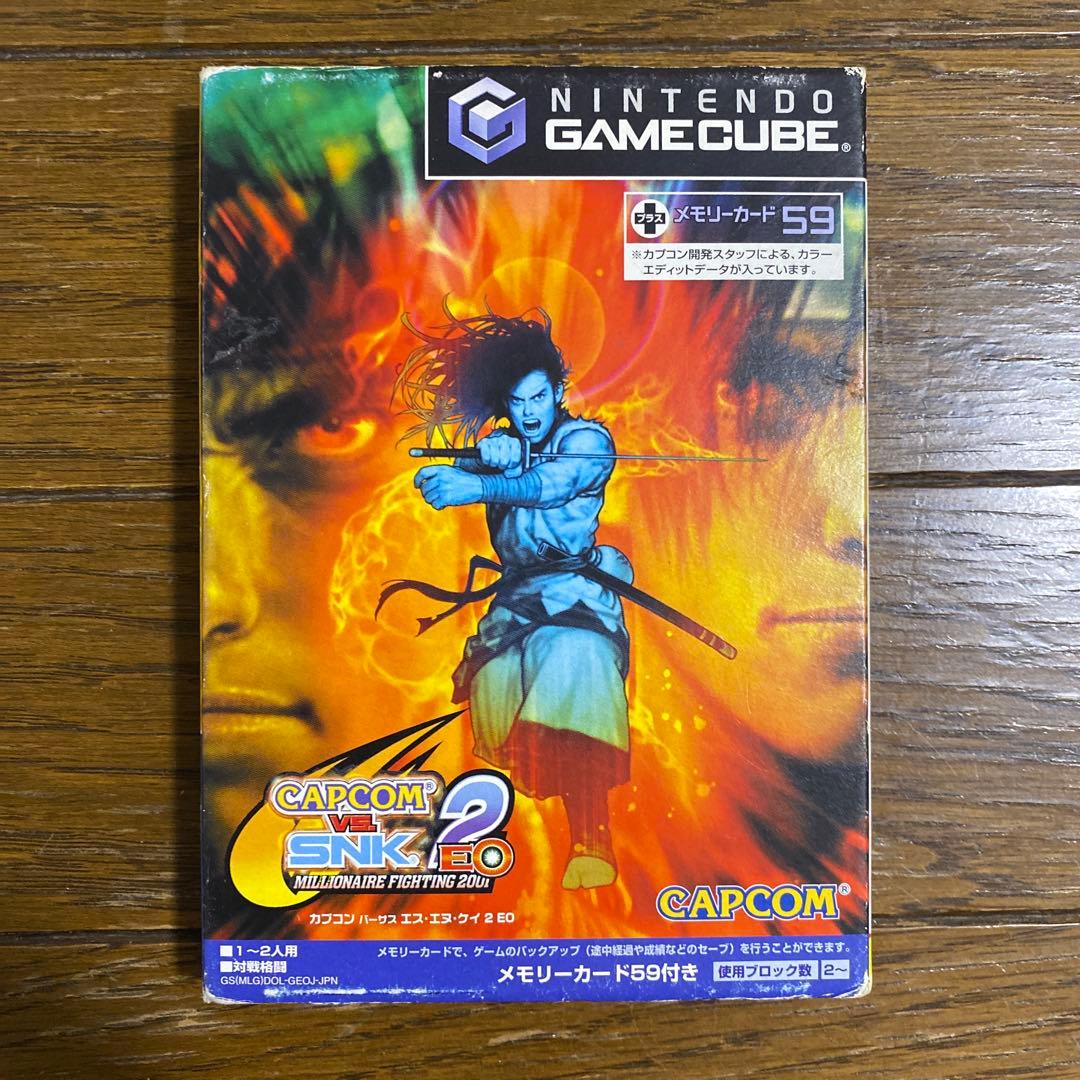 NINTENDO
GAMECUBE®
プラス メモリーカード 59
※カプコン開発スタッフによる、カラー
エディットデータが入っています。
CAPCOM®
VS.
SNK® 2
EO
MILLIONAIRE FIGHTING 2001
カプコン バーサス エス・エヌ・ケイ 2 EO
CAPCOM®
■1～2人用
■対戦格闘
GS(MLG)DOL-GEOJ-JPN
メモリーカードで、ゲームのバックアップ（途中経過や成績などのセーブ）を行うことができます。
メモリーカード59付き 使用ブロック数 2～